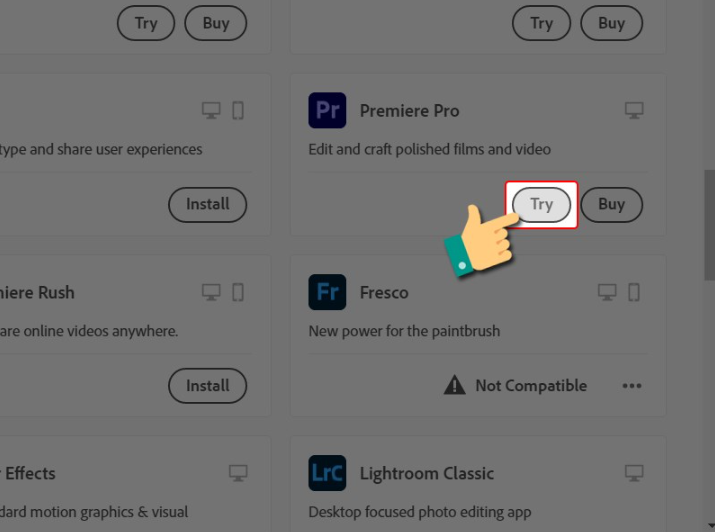 Try Buy
Try Buy
Pr Premiere Pro
type and share user experiences
Edit and craft polished films and video
Install
Try Buy
iere Rush
Fr Fresco
are online videos anywhere.
New power for the paintbrush
Install
Not Compatible
Effects
LrC Lightroom Classic
dard motion graphics & visual
Desktop focused photo editing app